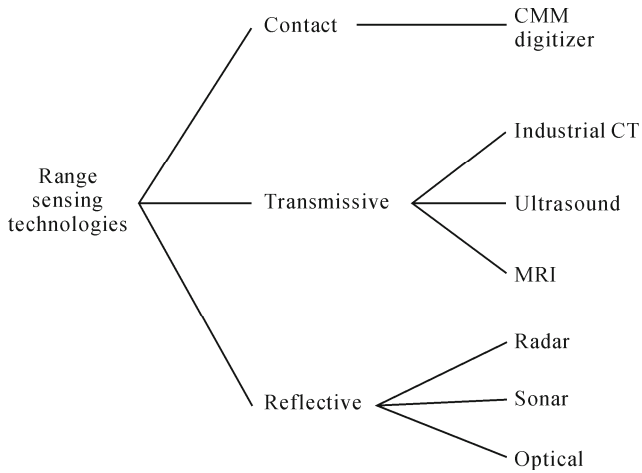 Range
sensing
technologies
Contact
CMM
digitizer
Transmissive
Industrial CT
Ultrasound
MRI
Reflective
Radar
Sonar
Optical